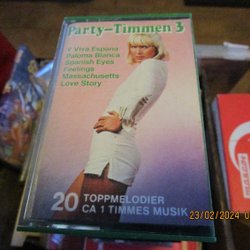 Party-Timmen 3
Y Viva Espana
Paloma Blanca
Spanish Eyes
Feelings
Massachusetts
Love Story
20 TOPPMELODIER
CA 1 TIMMES MUSIK
23/02/2024